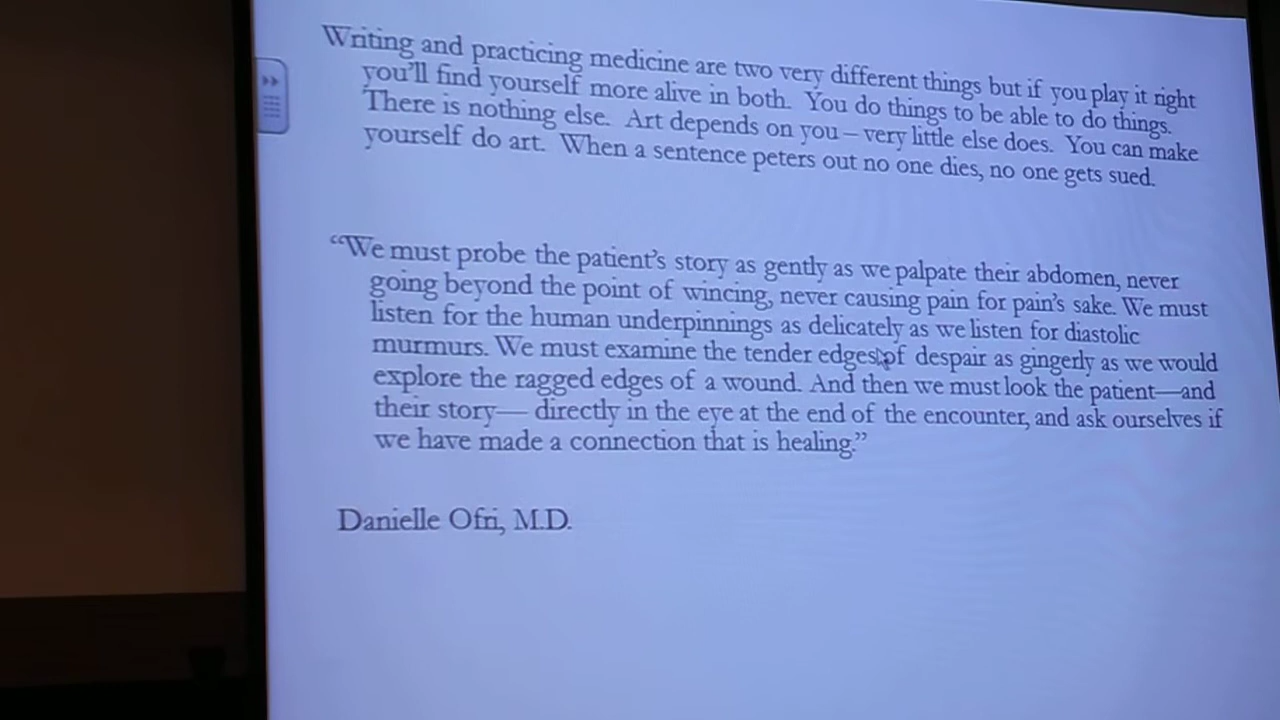 Writing and practicing medicine are two very different things but if you play it right
you'll find yourself more alive in both. You do things to be able to do things.
There is nothing else. Art depends on you – very little else does. You can make
yourself do art. When a sentence peters out no one dies, no one gets sued.
“We must probe the patient’s story as gently as we palpate their abdomen, never
going beyond the point of wincing, never causing pain for pain’s sake. We must
listen for the human underpinnings as delicately as we listen for diastolic
murmurs. We must examine the tender edges of despair as gingerly as we would
explore the ragged edges of a wound. And then we must look the patient—and
their story— directly in the eye at the end of the encounter, and ask ourselves if
we have made a connection that is healing.”
Danielle Ofri, M.D.